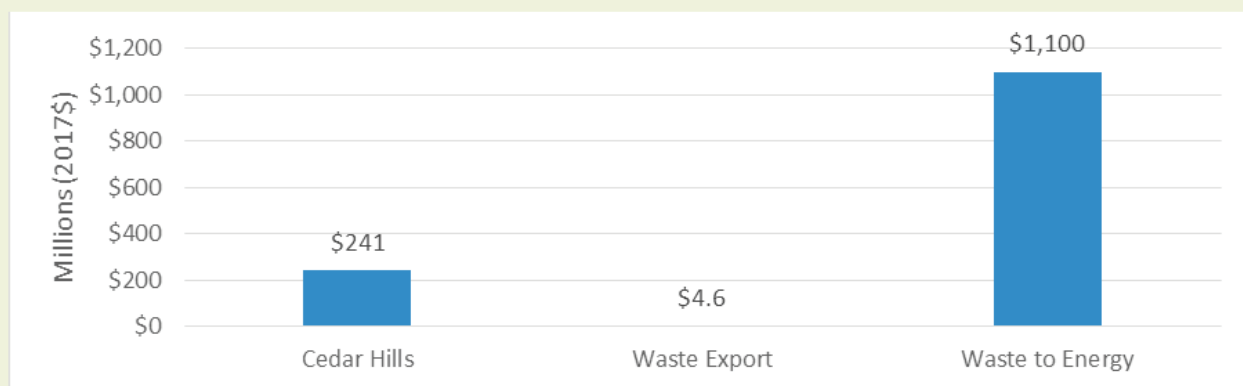 Millions (2017$)
$1,200
$1,000
$800
$600
$400
$200
$0
$241
$4.6
$1,100
Cedar Hills
Waste Export
Waste to Energy